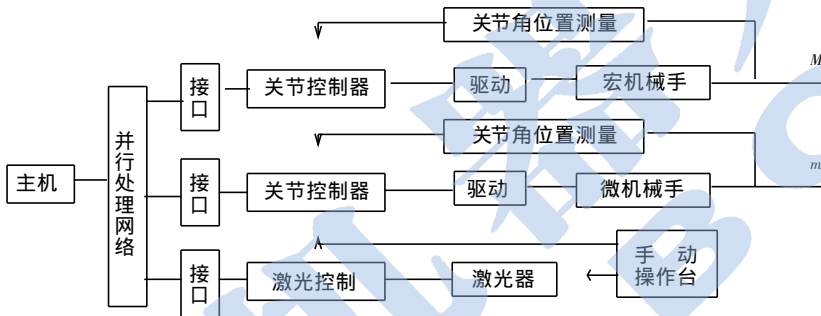 关节角位置测量
接口
关节控制器
驱动
宏机械手
M
关节角位置测量
主机
并行处理网络
接口
关节控制器
驱动
微机械手
m
接口
激光控制
激光器
手 动
操作台